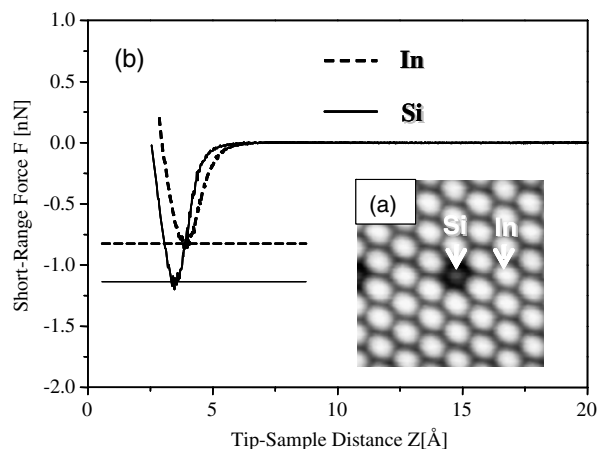 1.0
0.5
0.0
-0.5
-1.0
-1.5
-2.0
Short-Range Force F [nN]
(b)
In
Si
(a)
Si In
0 5 10 15 20
Tip-Sample Distance Z[Å]